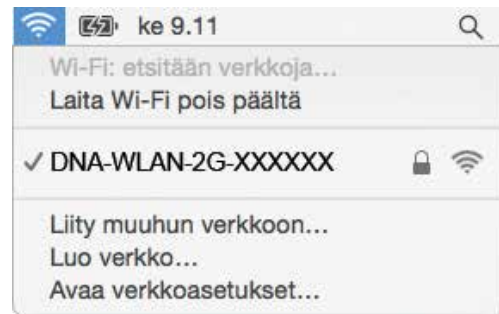 ke 9.11
Wi-Fi: etsitään verkkoja...
Laita Wi-Fi pois päältä
DNA-WLAN-2G-XXXXXX
Liity muuhun verkkoon...
Luo verkko...
Avaa verkkoasetukset...